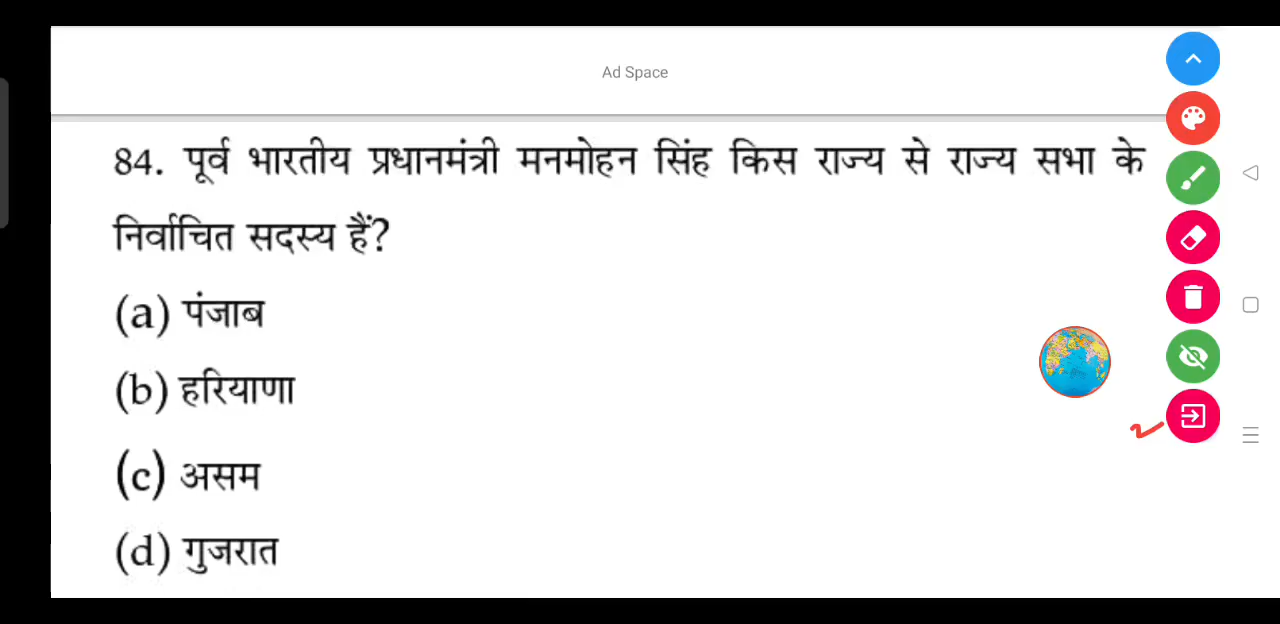 Ad Space
84. पूर्व भारतीय प्रधानमंत्री मनमोहन सिंह किस राज्य से राज्य सभा के
निर्वाचित सदस्य हैं?
(a) पंजाब
(b) हरियाणा
(c) असम
(d) गुजरात